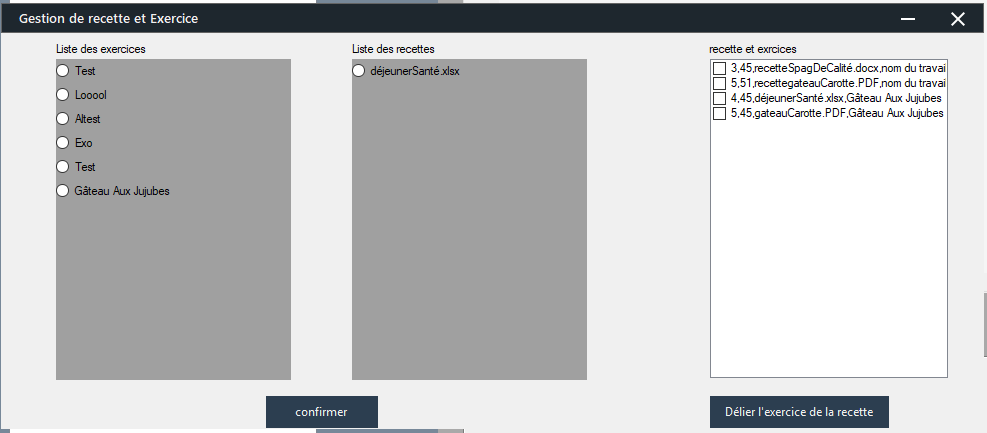 Gestion de recette et Exercice
Liste des exercices
Test
Looool
Altest
Exo
Test
Gâteau Aux Jujubes
Liste des recettes
déjeunerSanté.xlsx
recette et exrcices
3,45,recetteSpagDeCalité.docx,nom du travai
5,51,recettegateauCarotte.PDF,nom du travai
4,45,déjeunerSanté.xlsx,Gâteau Aux Jujubes
5,45,gateauCarotte.PDF,Gâteau Aux Jujubes
confirmer
Délier l'exercice de la recette